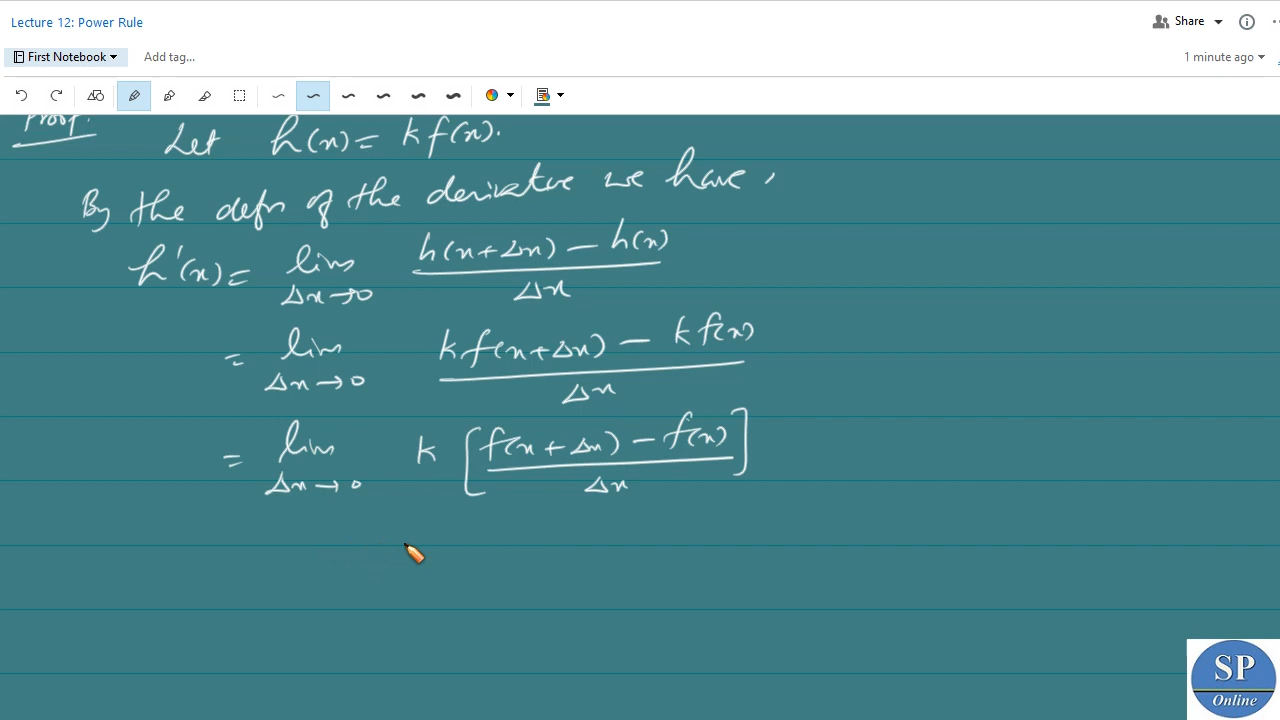 Lecture 12: Power Rule
Share
First Notebook
Add tag...
1 minute ago
Proof:
Let h(x) = k f(x).
By the defn of the derivative we have,
h'(x) = lim Δx→0 h(x+Δx) − h(x) / Δx
= lim Δx→0 k f(x+Δx) − k f(x) / Δx
= lim Δx→0 k [ f(x+Δx) − f(x) / Δx ]
SP
Online